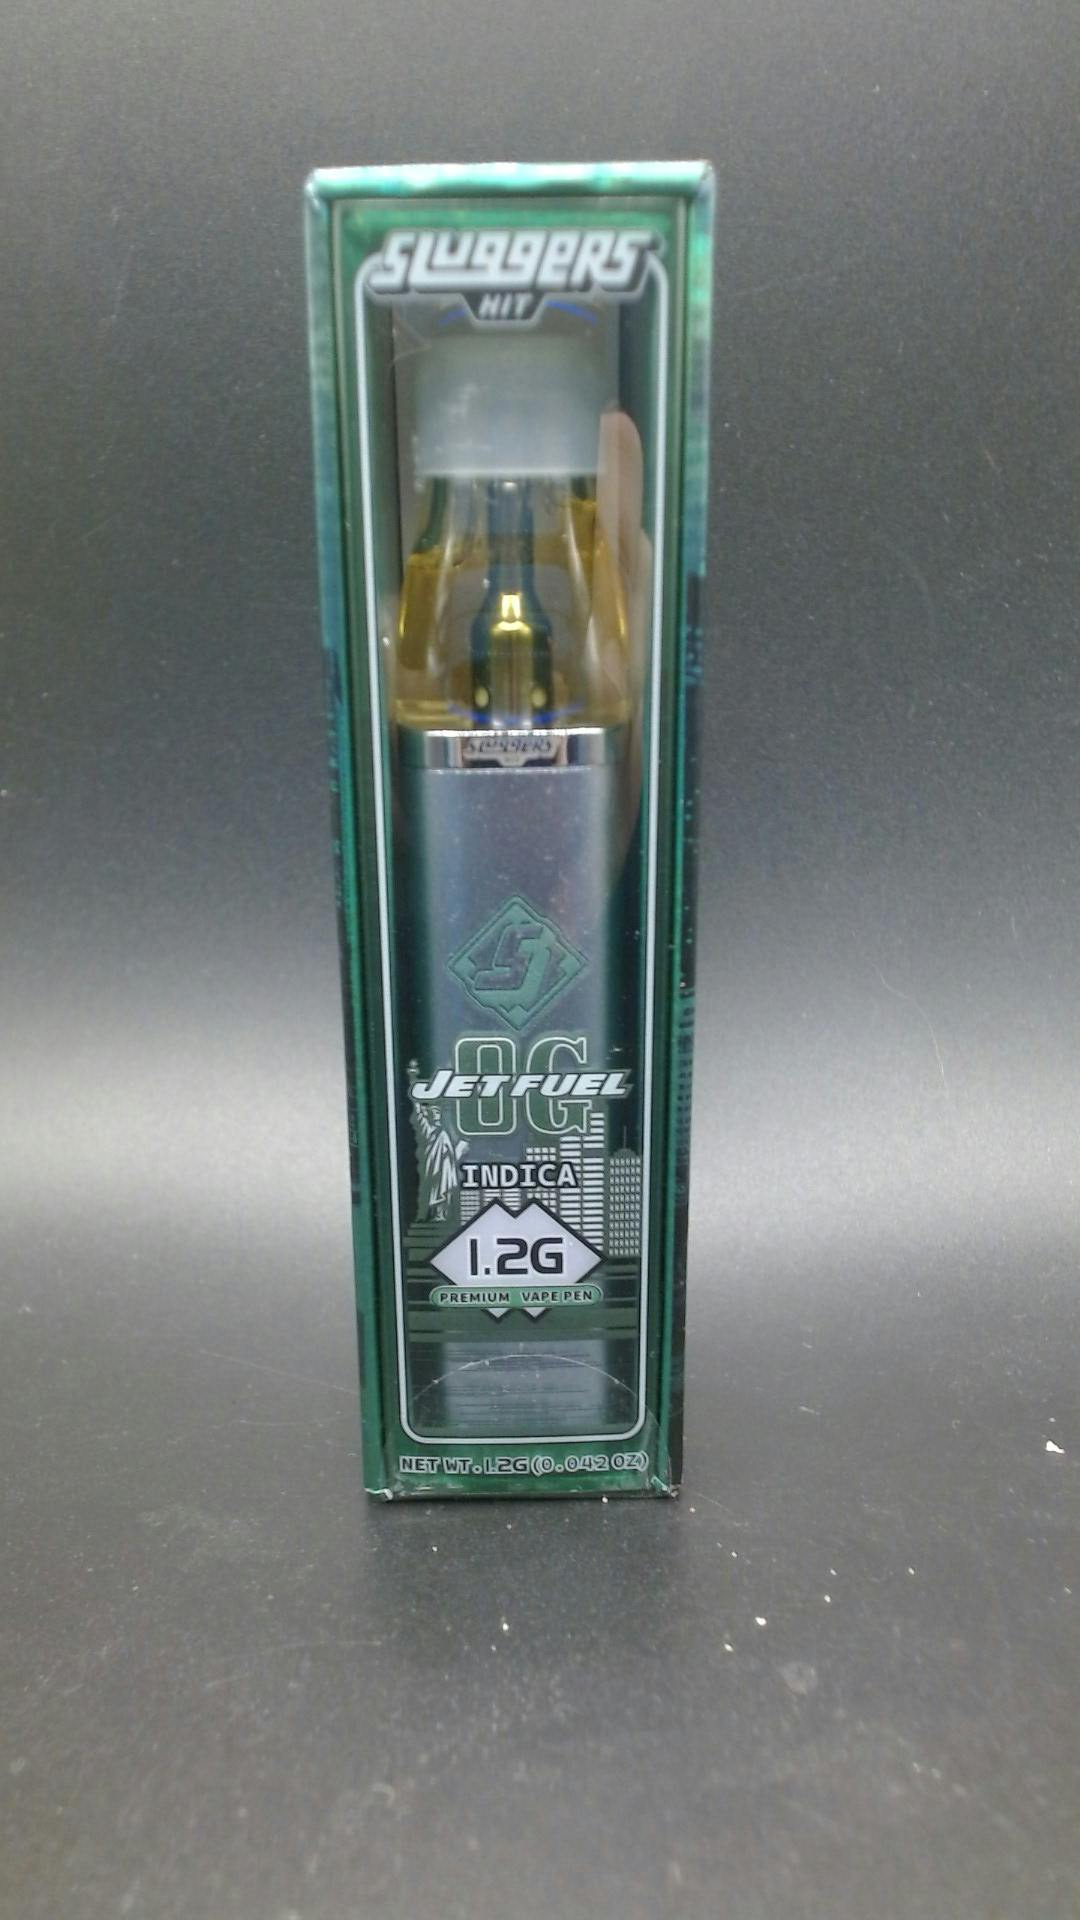 SLUGGERS
HIT
SLUGGERS
OG
JET FUEL
INDICA
1.2G
PREMIUM VAPE PEN
NET WT. 1.2G (0.042 OZ)